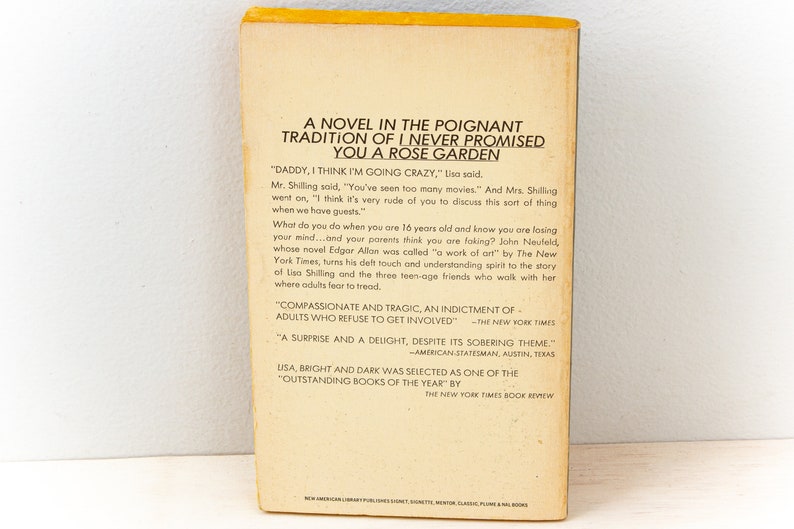 A NOVEL IN THE POIGNANT
TRADITION OF I NEVER PROMISED
YOU A ROSE GARDEN
"DADDY, I THINK I'M GOING CRAZY," Lisa said.
Mr. Shilling said, "You've seen too many movies." And Mrs. Shilling
went on, "I think it's very rude of you to discuss this sort of thing
when we have guests."
What do you do when you are 16 years old and know you are losing
your mind...and your parents think you are faking? John Neufeld,
whose novel Edgar Allan was called "a work of art" by The New
York Times, turns his deft touch and understanding spirit to the story
of Lisa Shilling and the three teen-age friends who walk with her
where adults fear to tread.
"COMPASSIONATE AND TRAGIC, AN INDICTMENT OF -
ADULTS WHO REFUSE TO GET INVOLVED" —THE NEW YORK TIMES
"A SURPRISE AND A DELIGHT, DESPITE ITS SOBERING THEME."
—AMERICAN-STATESMAN, AUSTIN, TEXAS
LISA, BRIGHT AND DARK WAS SELECTED AS ONE OF THE
"OUTSTANDING BOOKS OF THE YEAR" BY
THE NEW YORK TIMES BOOK REVIEW
NEW AMERICAN LIBRARY PUBLISHES SIGNET, SIGNETTE, MENTOR, CLASSIC, PLUME & NAL BOOKS